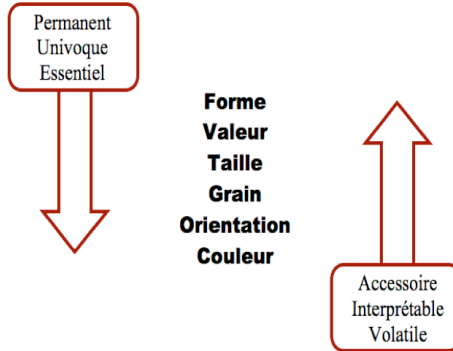 Permanent
Univoque
Essentiel
Forme
Valeur
Taille
Grain
Orientation
Couleur
Accessoire
Interprétable
Volatile